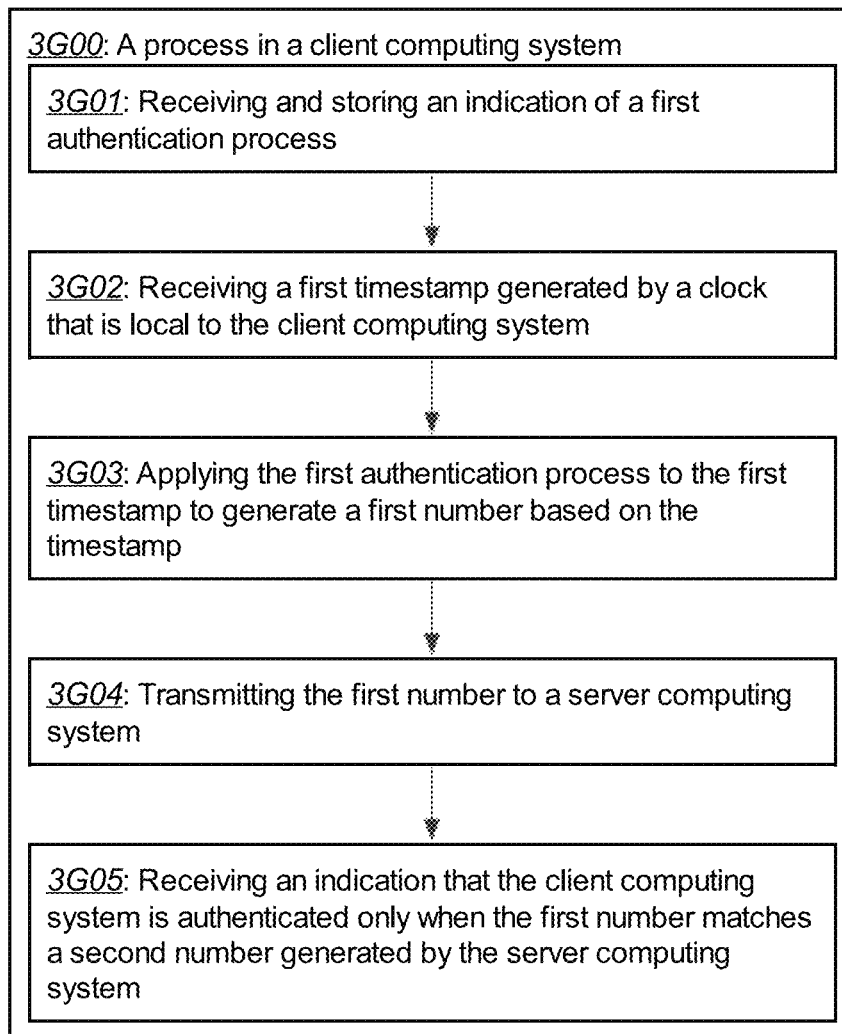 3G00: A process in a client computing system
3G01: Receiving and storing an indication of a first
authentication process
3G02: Receiving a first timestamp generated by a clock
that is local to the client computing system
3G03: Applying the first authentication process to the first
timestamp to generate a first number based on the
timestamp
3G04: Transmitting the first number to a server computing
system
3G05: Receiving an indication that the client computing
system is authenticated only when the first number matches
a second number generated by the server computing
system